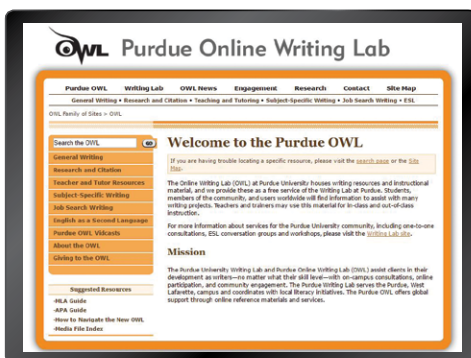 OWL Purdue Online Writing Lab
Purdue OWL Writing Lab OWL News Engagement Research Contact Site Map
General Writing • Research and Citation • Teaching and Tutoring • Subject-Specific Writing • Job Search Writing • ESL
OWL Family of Sites > OWL
Search the OWL GO
General Writing
Research and Citation
Teacher and Tutor Resources
Subject-Specific Writing
Job Search Writing
English as a Second Language
Purdue OWL Vidcasts
About the OWL
Giving to the OWL
Suggested Resources
·MLA Guide
·APA Guide
·How to Navigate the New OWL
·Media File Index
Welcome to the Purdue OWL
If you are having trouble locating a specific resource, please visit the search page or the Site
Map.
The Online Writing Lab (OWL) at Purdue University houses writing resources and instructional
material, and we provide these as a free service of the Writing Lab at Purdue. Students,
members of the community, and users worldwide will find information to assist with many
writing projects. Teachers and trainers may use this material for in-class and out-of-class
instruction.
For more information about services for the Purdue University community, including one-to-one
consultations, ESL conversation groups and workshops, please visit the Writing Lab site.
Mission
The Purdue University Writing Lab and Purdue Online Writing Lab (OWL) assist clients in their
development as writers—no matter what their skill level—with on-campus consultations, online
participation, and community engagement. The Purdue Writing Lab serves the Purdue, West
Lafayette, campus and coordinates with local literacy initiatives. The Purdue OWL offers global
support through online reference materials and services.